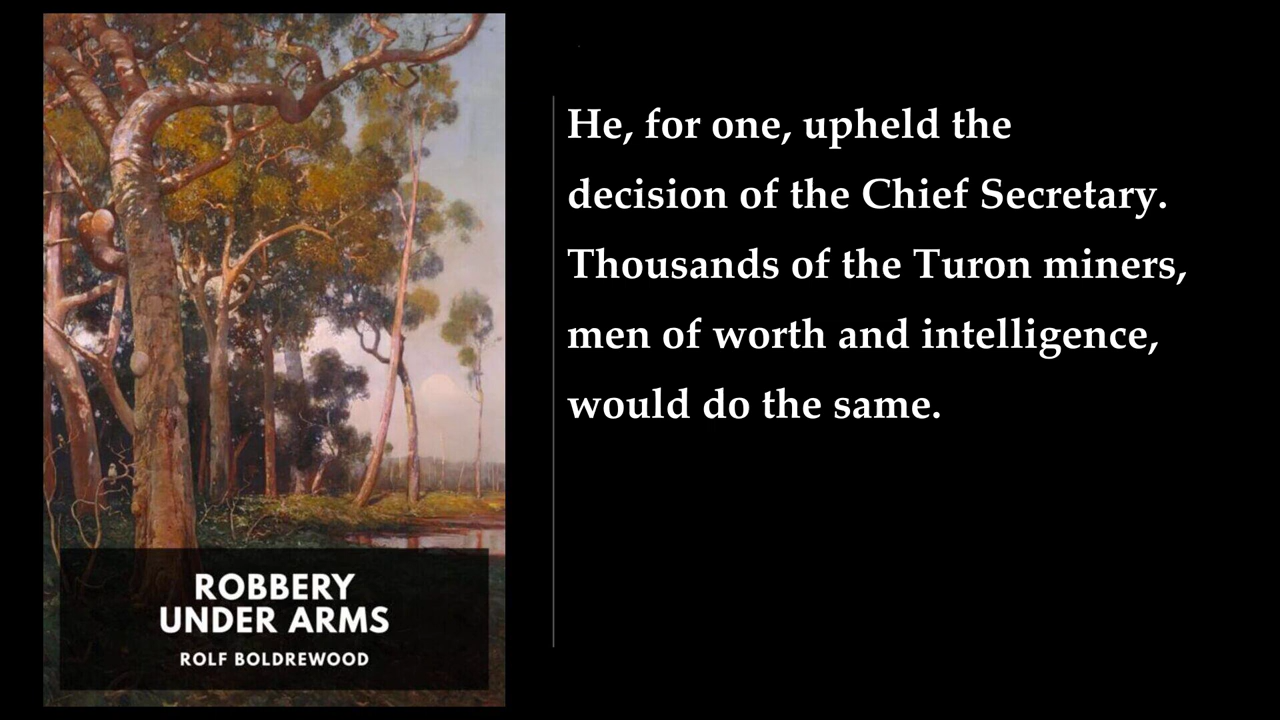 ROBBERY
UNDER ARMS
ROLF BOLDREWOOD
He, for one, upheld the
decision of the Chief Secretary.
Thousands of the Turon miners,
men of worth and intelligence,
would do the same.